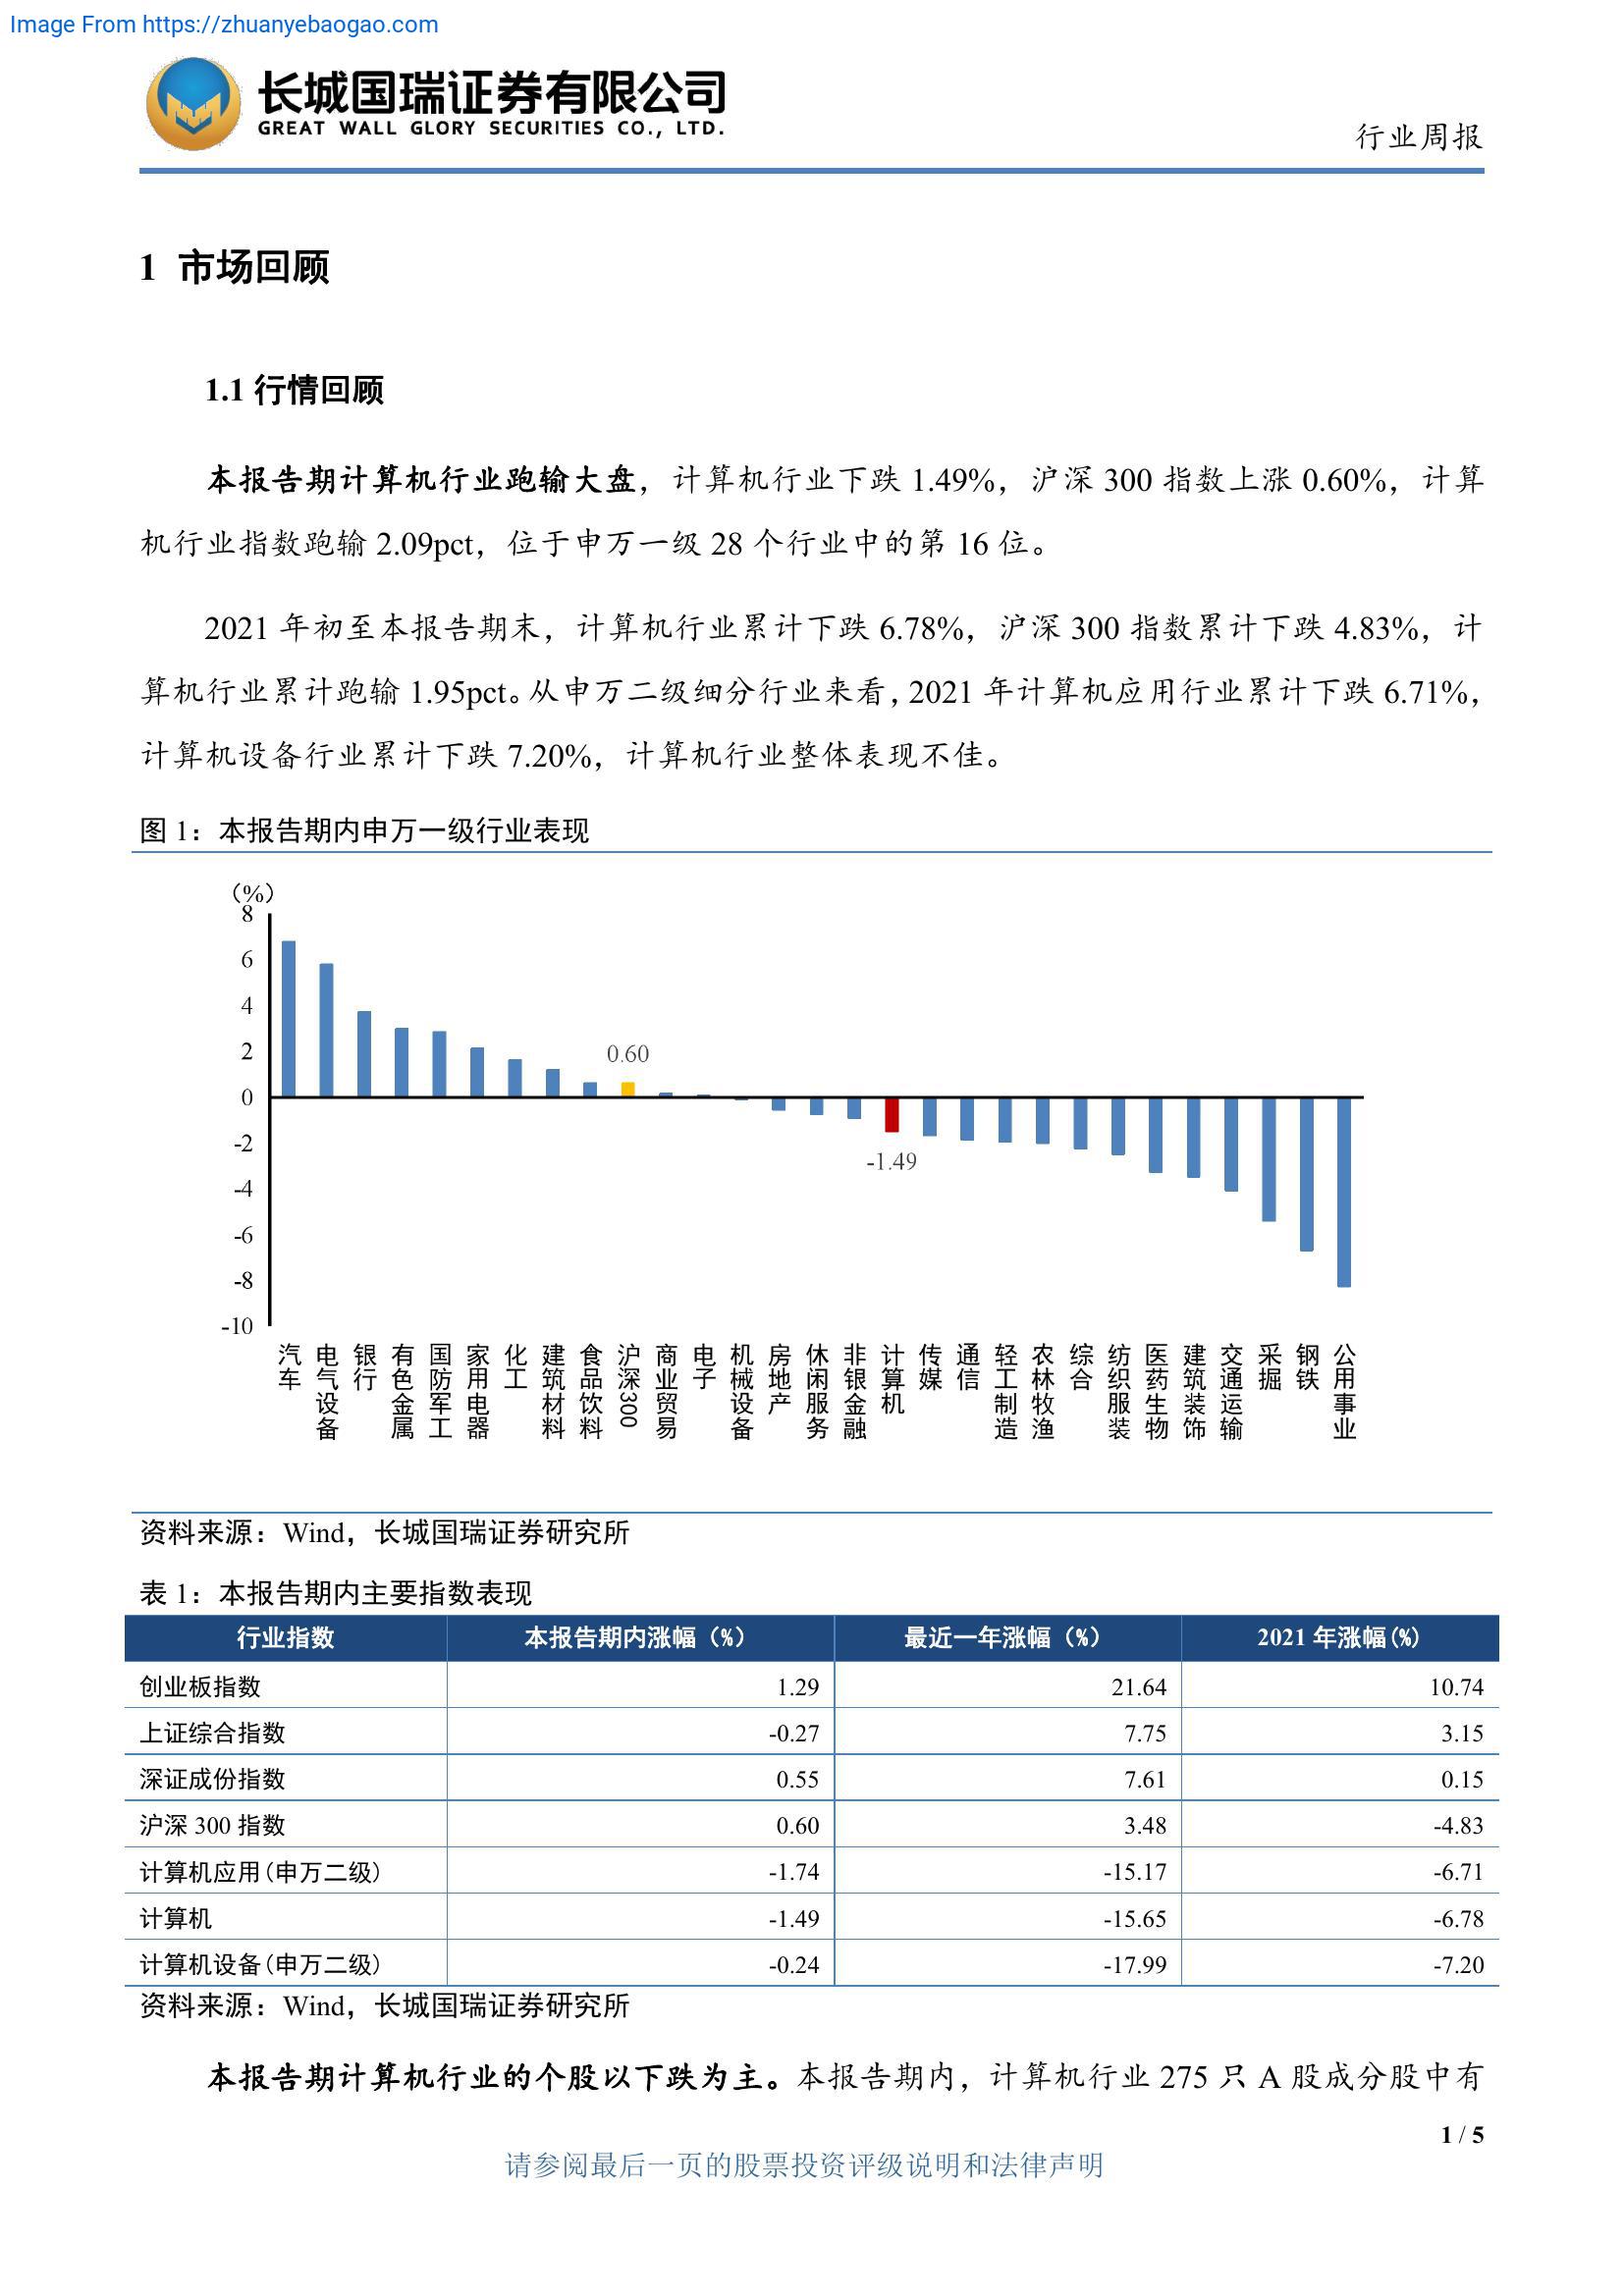 Image From https://zhuanyebaogao.com
长城国瑞证券有限公司
GREAT WALL GLORY SECURITIES CO., LTD.
行业周报
1 市场回顾
1.1 行情回顾
本报告期计算机行业跑输大盘，计算机行业下跌 1.49%，沪深 300 指数上涨 0.60%，计算
机行业指数跑输 2.09pct，位于申万一级 28 个行业中的第 16 位。
2021 年初至本报告期末，计算机行业累计下跌 6.78%，沪深 300 指数累计下跌 4.83%，计
算机行业累计跑输 1.95pct。从申万二级细分行业来看，2021 年计算机应用行业累计下跌 6.71%，
计算机设备行业累计下跌 7.20%，计算机行业整体表现不佳。
图 1：本报告期内申万一级行业表现
（%）
8
6
4
2
0
-2
-4
-6
-8
-10
0.60
-1.49
汽车 电气设备 银行 有色金属 国防军工 家用电器 化工 建筑材料 食品饮料 沪深300 商业贸易 电子 机械设备 房地产 休闲服务 非银金融 计算机 传媒 通信 轻工制造 农林牧渔 综合 纺织服装 医药生物 建筑装饰 交通运输 采掘 钢铁 公用事业
资料来源：Wind，长城国瑞证券研究所
表 1：本报告期内主要指数表现
行业指数 本报告期内涨幅（%） 最近一年涨幅（%） 2021 年涨幅(%)
创业板指数 1.29 21.64 10.74
上证综合指数 -0.27 7.75 3.15
深证成份指数 0.55 7.61 0.15
沪深 300 指数 0.60 3.48 -4.83
计算机应用(申万二级) -1.74 -15.17 -6.71
计算机 -1.49 -15.65 -6.78
计算机设备(申万二级) -0.24 -17.99 -7.20
资料来源：Wind，长城国瑞证券研究所
本报告期计算机行业的个股以下跌为主。本报告期内，计算机行业 275 只 A 股成分股中有
1 / 5
请参阅最后一页的股票投资评级说明和法律声明